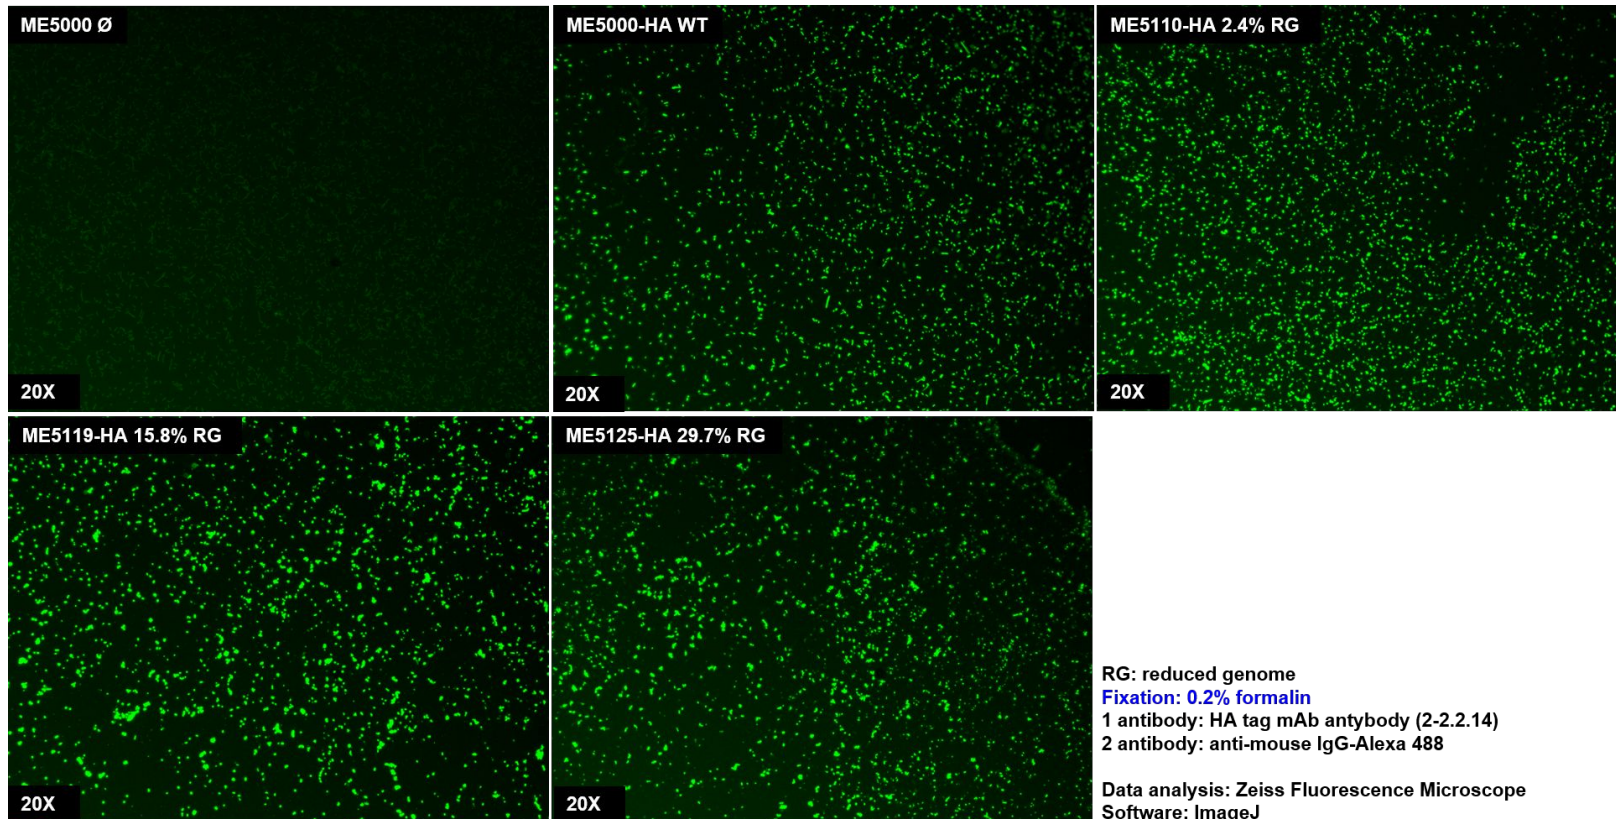 ME5000 Ø
ME5000-HA WT
ME5110-HA 2.4% RG
20X
20X
20X
ME5119-HA 15.8% RG
ME5125-HA 29.7% RG
20X
20X
RG: reduced genome
Fixation: 0.2% formalin
1 antibody: HA tag mAb antybody (2-2.2.14)
2 antibody: anti-mouse IgG-Alexa 488
Data analysis: Zeiss Fluorescence Microscope
Software: ImageJ